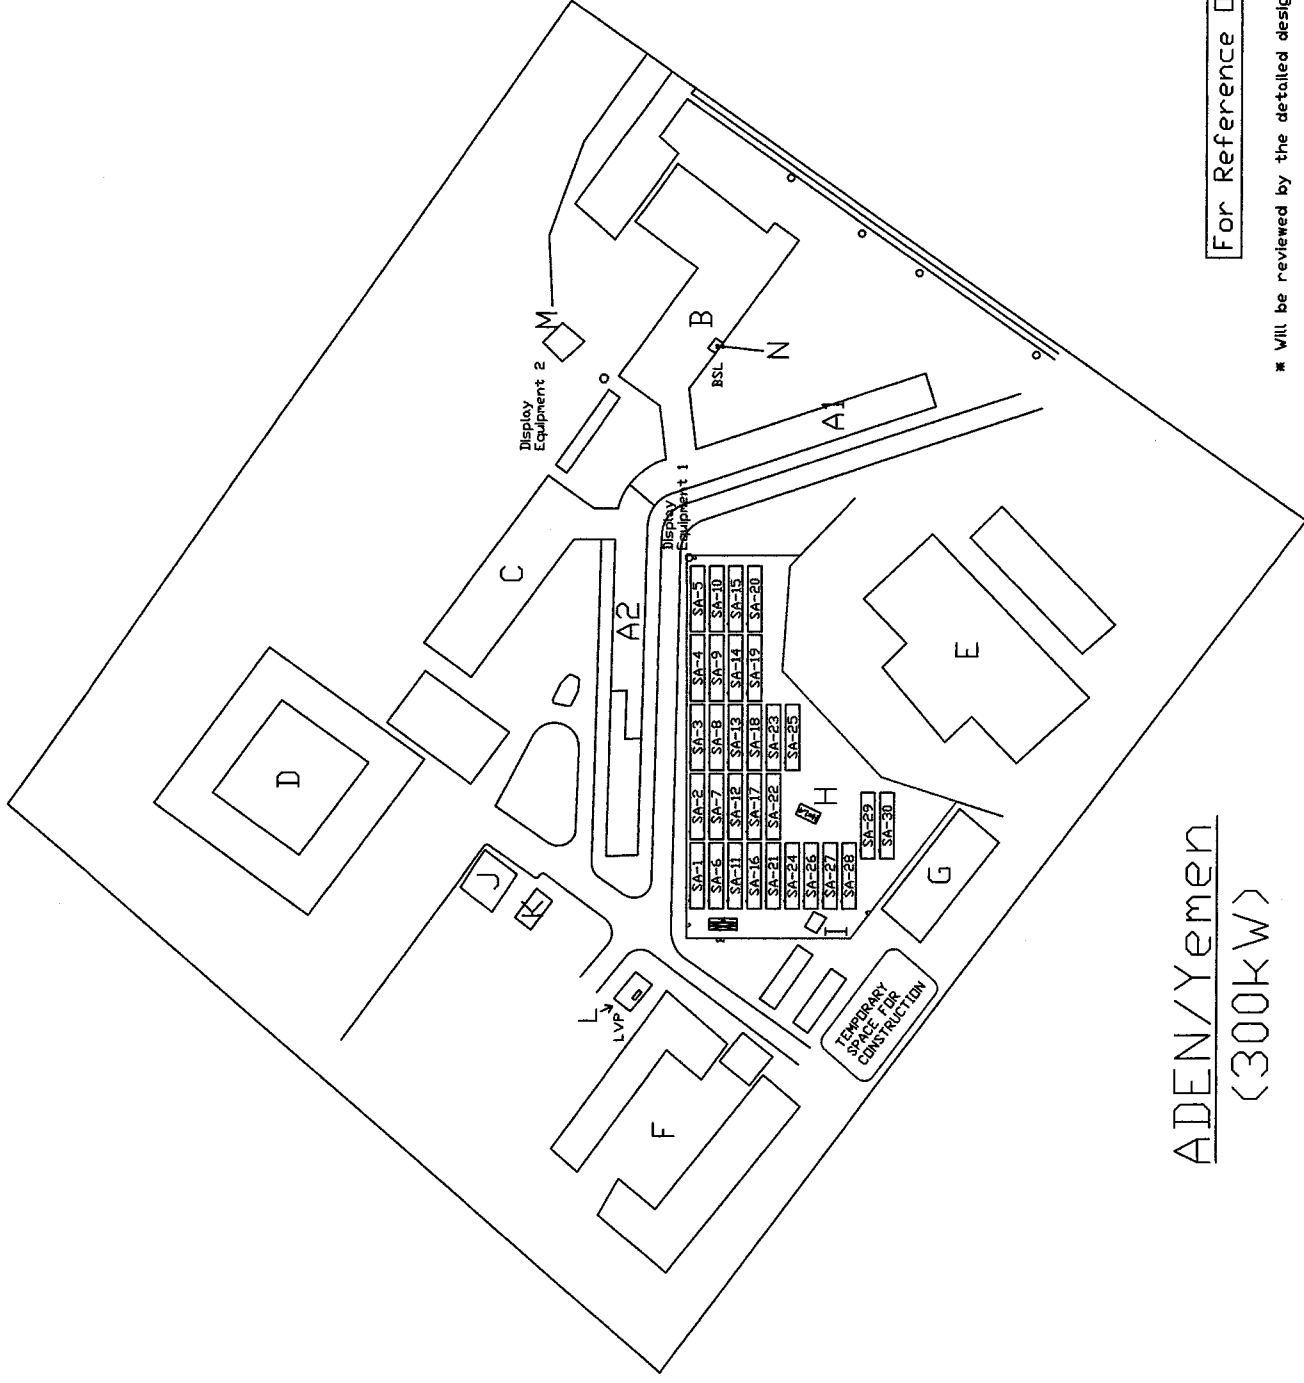 D
J
C
K
Display
Equipment 2
M
L
LVP
A2
F
Display
Equipment 1
SA-1 SA-2 SA-3 SA-4 SA-5
SA-6 SA-7 SA-8 SA-9 SA-10
SA-11 SA-12 SA-13 SA-14 SA-15
SA-16 SA-17 SA-18 SA-19 SA-20
SA-21 SA-22 SA-23
SA-24 SA-25
SA-26
SA-27
SA-28
SA-29
SA-30
B
BSL
N
H
I
A1
TEMPORARY
SPACE FOR
CONSTRUCTION
G
E
ADEN/Yemen
(300kW)
For Reference
* Will be reviewed by the detailed desig